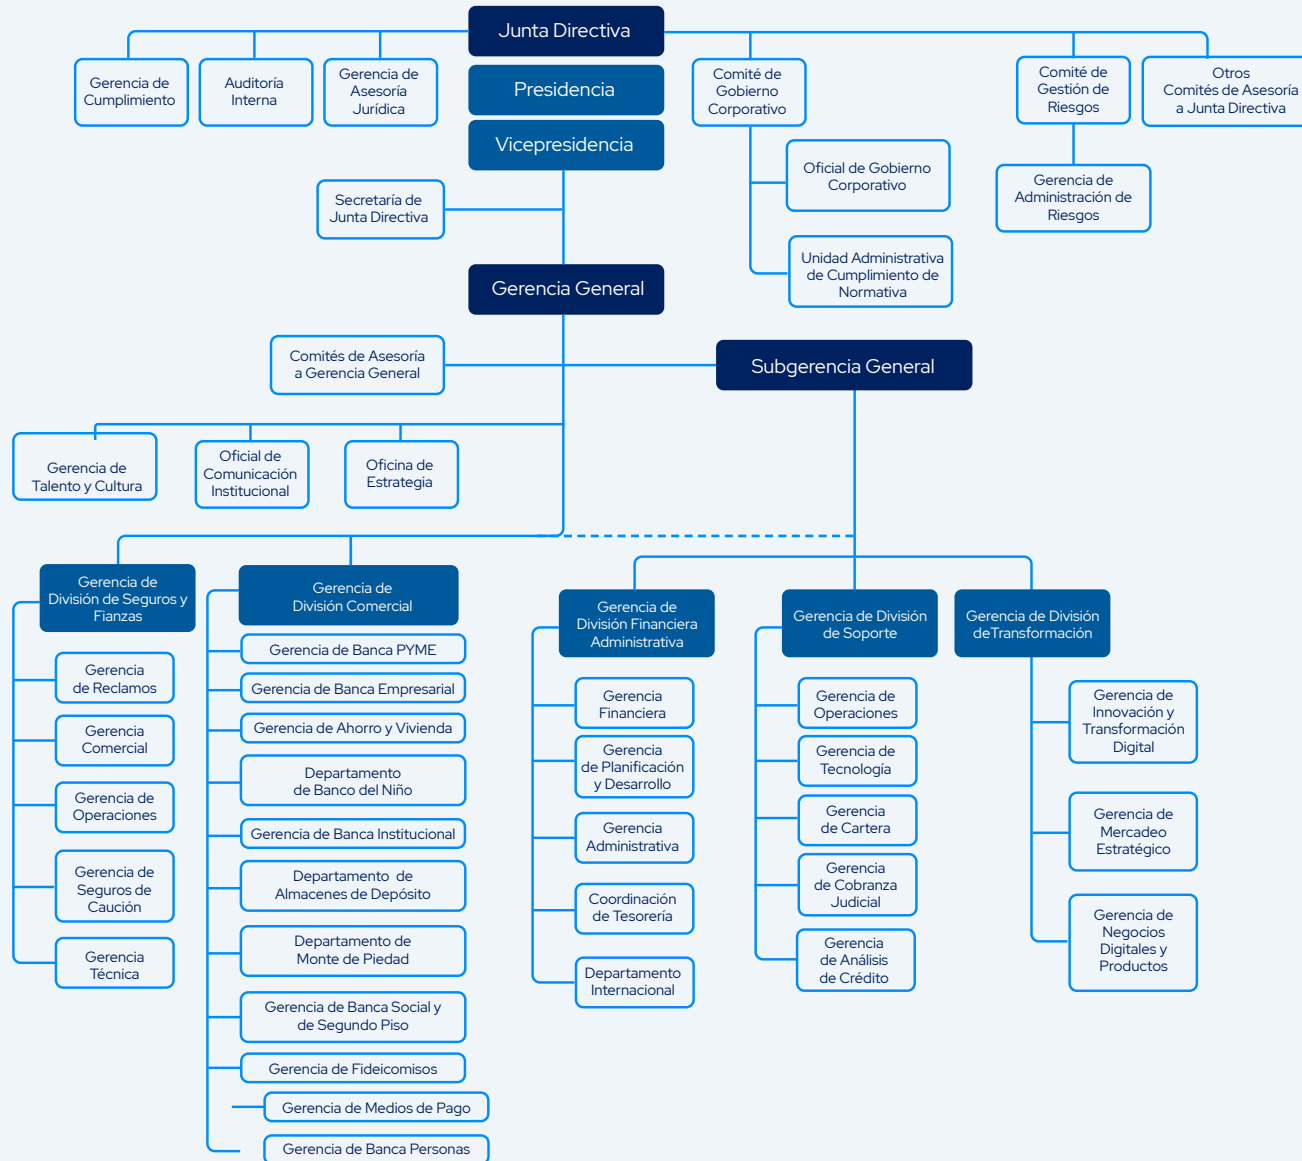 Junta Directiva
Gerencia de
Cumplimiento
Auditoría
Interna
Gerencia de
Asesoría
Jurídica
Presidencia
Vicepresidencia
Comité de
Gobierno
Corporativo
Comité de
Gestión de
Riesgos
Otros
Comités de Asesoría
a Junta Directiva
Oficial de Gobierno
Corporativo
Gerencia de
Administración de
Riesgos
Secretaría de
Junta Directiva
Unidad Administrativa
de Cumplimiento de
Normativa
Gerencia General
Comités de Asesoría
a Gerencia General
Subgerencia General
Gerencia de
Talento y Cultura
Oficial de
Comunicación
Institucional
Oficina de
Estrategia
Gerencia de
División de Seguros y
Fianzas
Gerencia
de Reclamos
Gerencia
Comercial
Gerencia de
Operaciones
Gerencia de
Seguros de
Caución
Gerencia
Técnica
Gerencia de
División Comercial
Gerencia de Banca PYME
Gerencia de Banca Empresarial
Gerencia de Ahorro y Vivienda
Departamento
de Banco del Niño
Gerencia de Banca Institucional
Departamento de
Almacenes de Depósito
Departamento de
Monte de Piedad
Gerencia de Banca Social y
de Segundo Piso
Gerencia de Fideicomisos
Gerencia de Medios de Pago
Gerencia de Banca Personas
Gerencia de
División Financiera
Administrativa
Gerencia
Financiera
Gerencia
de Planificación
y Desarrollo
Gerencia
Administrativa
Coordinación
de Tesorería
Departamento
Internacional
Gerencia de División
de Soporte
Gerencia de
Operaciones
Gerencia de
Tecnología
Gerencia
de Cartera
Gerencia
de Cobranza
Judicial
Gerencia
de Análisis
de Crédito
Gerencia de División
deTransformación
Gerencia de
Innovación y
Transformación
Digital
Gerencia de
Mercadeo
Estratégico
Gerencia de
Negocios
Digitales y
Productos